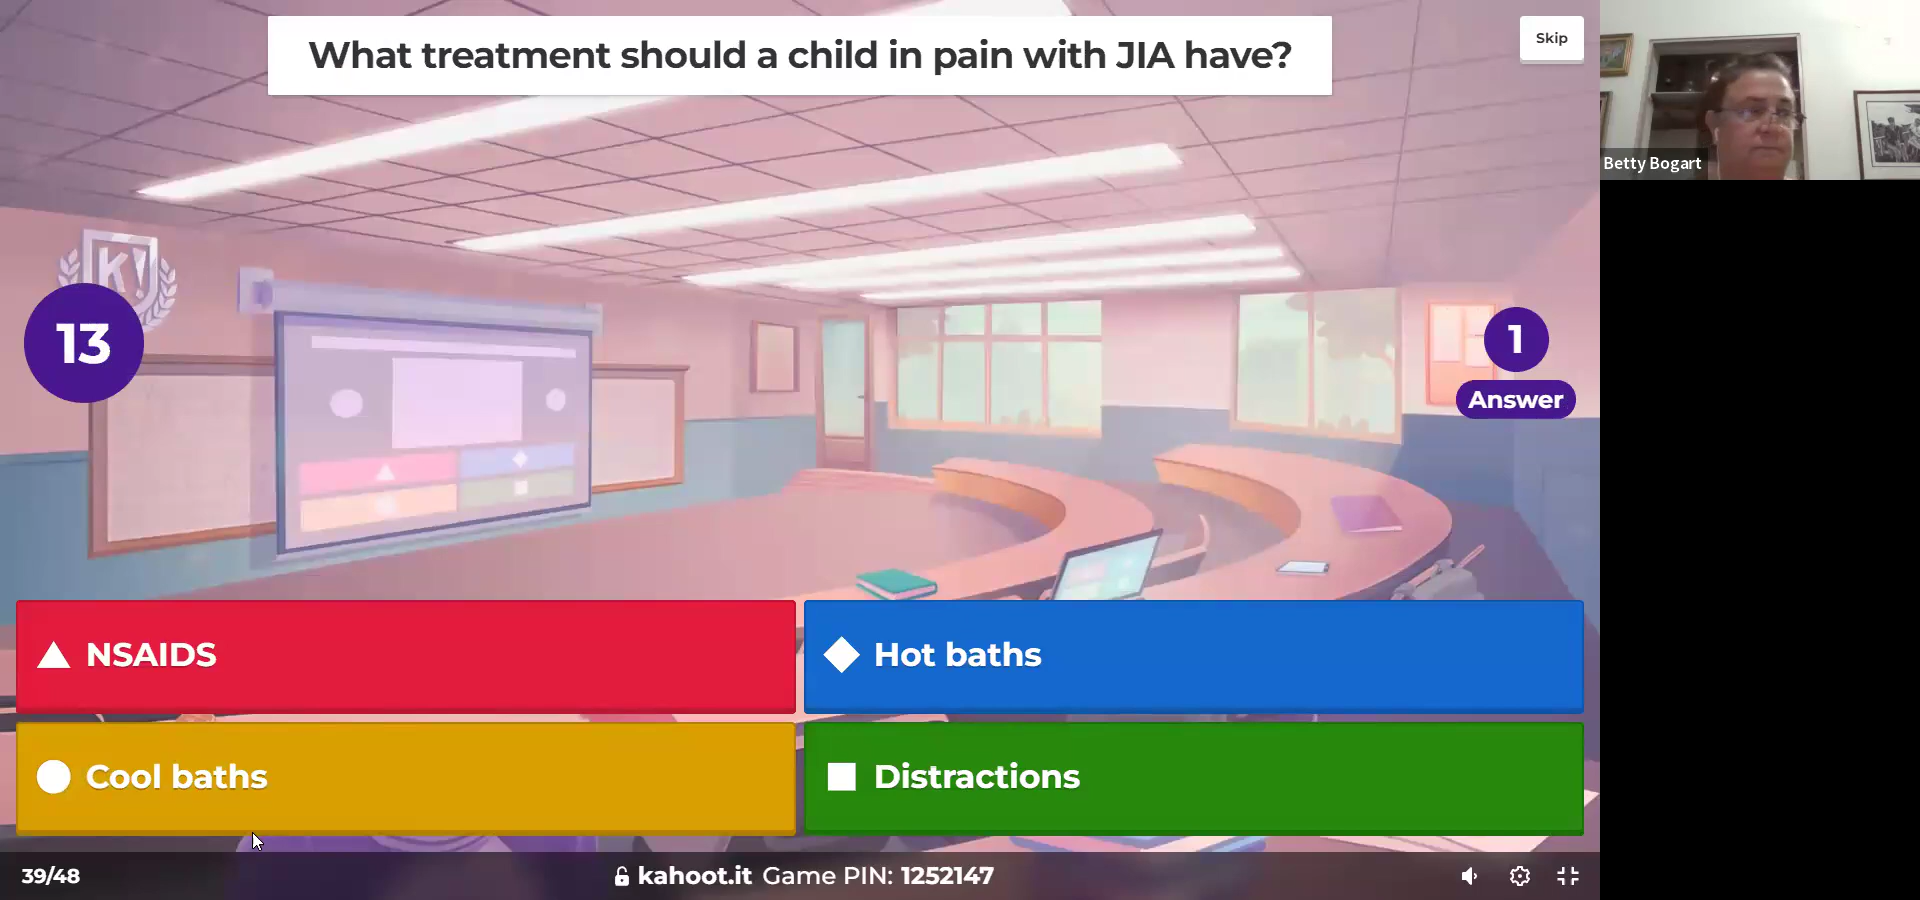 What treatment should a child in pain with JIA have?
Skip
Betty Bogart
K!
13
1
Answer
NSAIDS
Hot baths
Cool baths
Distractions
39/48
kahoot.it Game PIN: 1252147